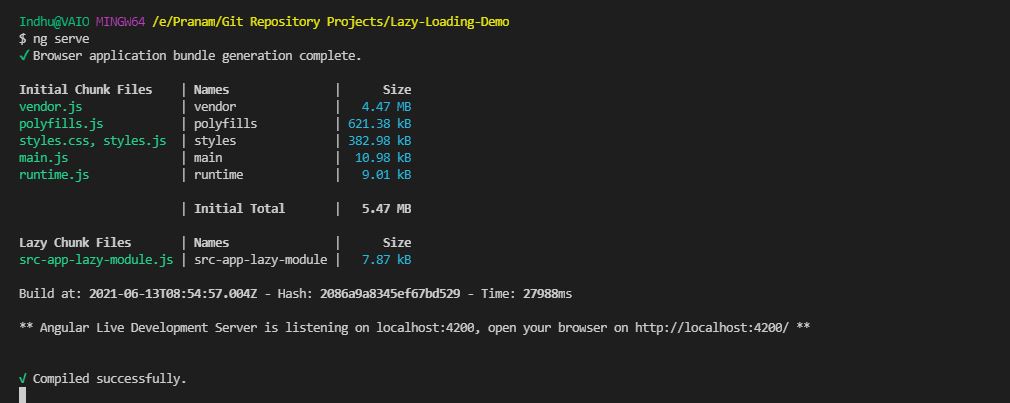 Indhu@VAIO MINGW64 /e/Pranam/Git Repository Projects/Lazy-Loading-Demo
$ ng serve
✓ Browser application bundle generation complete.
Initial Chunk Files | Names | Size
vendor.js | vendor | 4.47 MB
polyfills.js | polyfills | 621.38 kB
styles.css, styles.js | styles | 382.98 kB
main.js | main | 10.98 kB
runtime.js | runtime | 9.01 kB
| Initial Total | 5.47 MB
Lazy Chunk Files | Names | Size
src-app-lazy-module.js | src-app-lazy-module | 7.87 kB
Build at: 2021-06-13T08:54:57.004Z - Hash: 2086a9a8345ef67bd529 - Time: 27988ms
** Angular Live Development Server is listening on localhost:4200, open your browser on http://localhost:4200/ **
√ Compiled successfully.